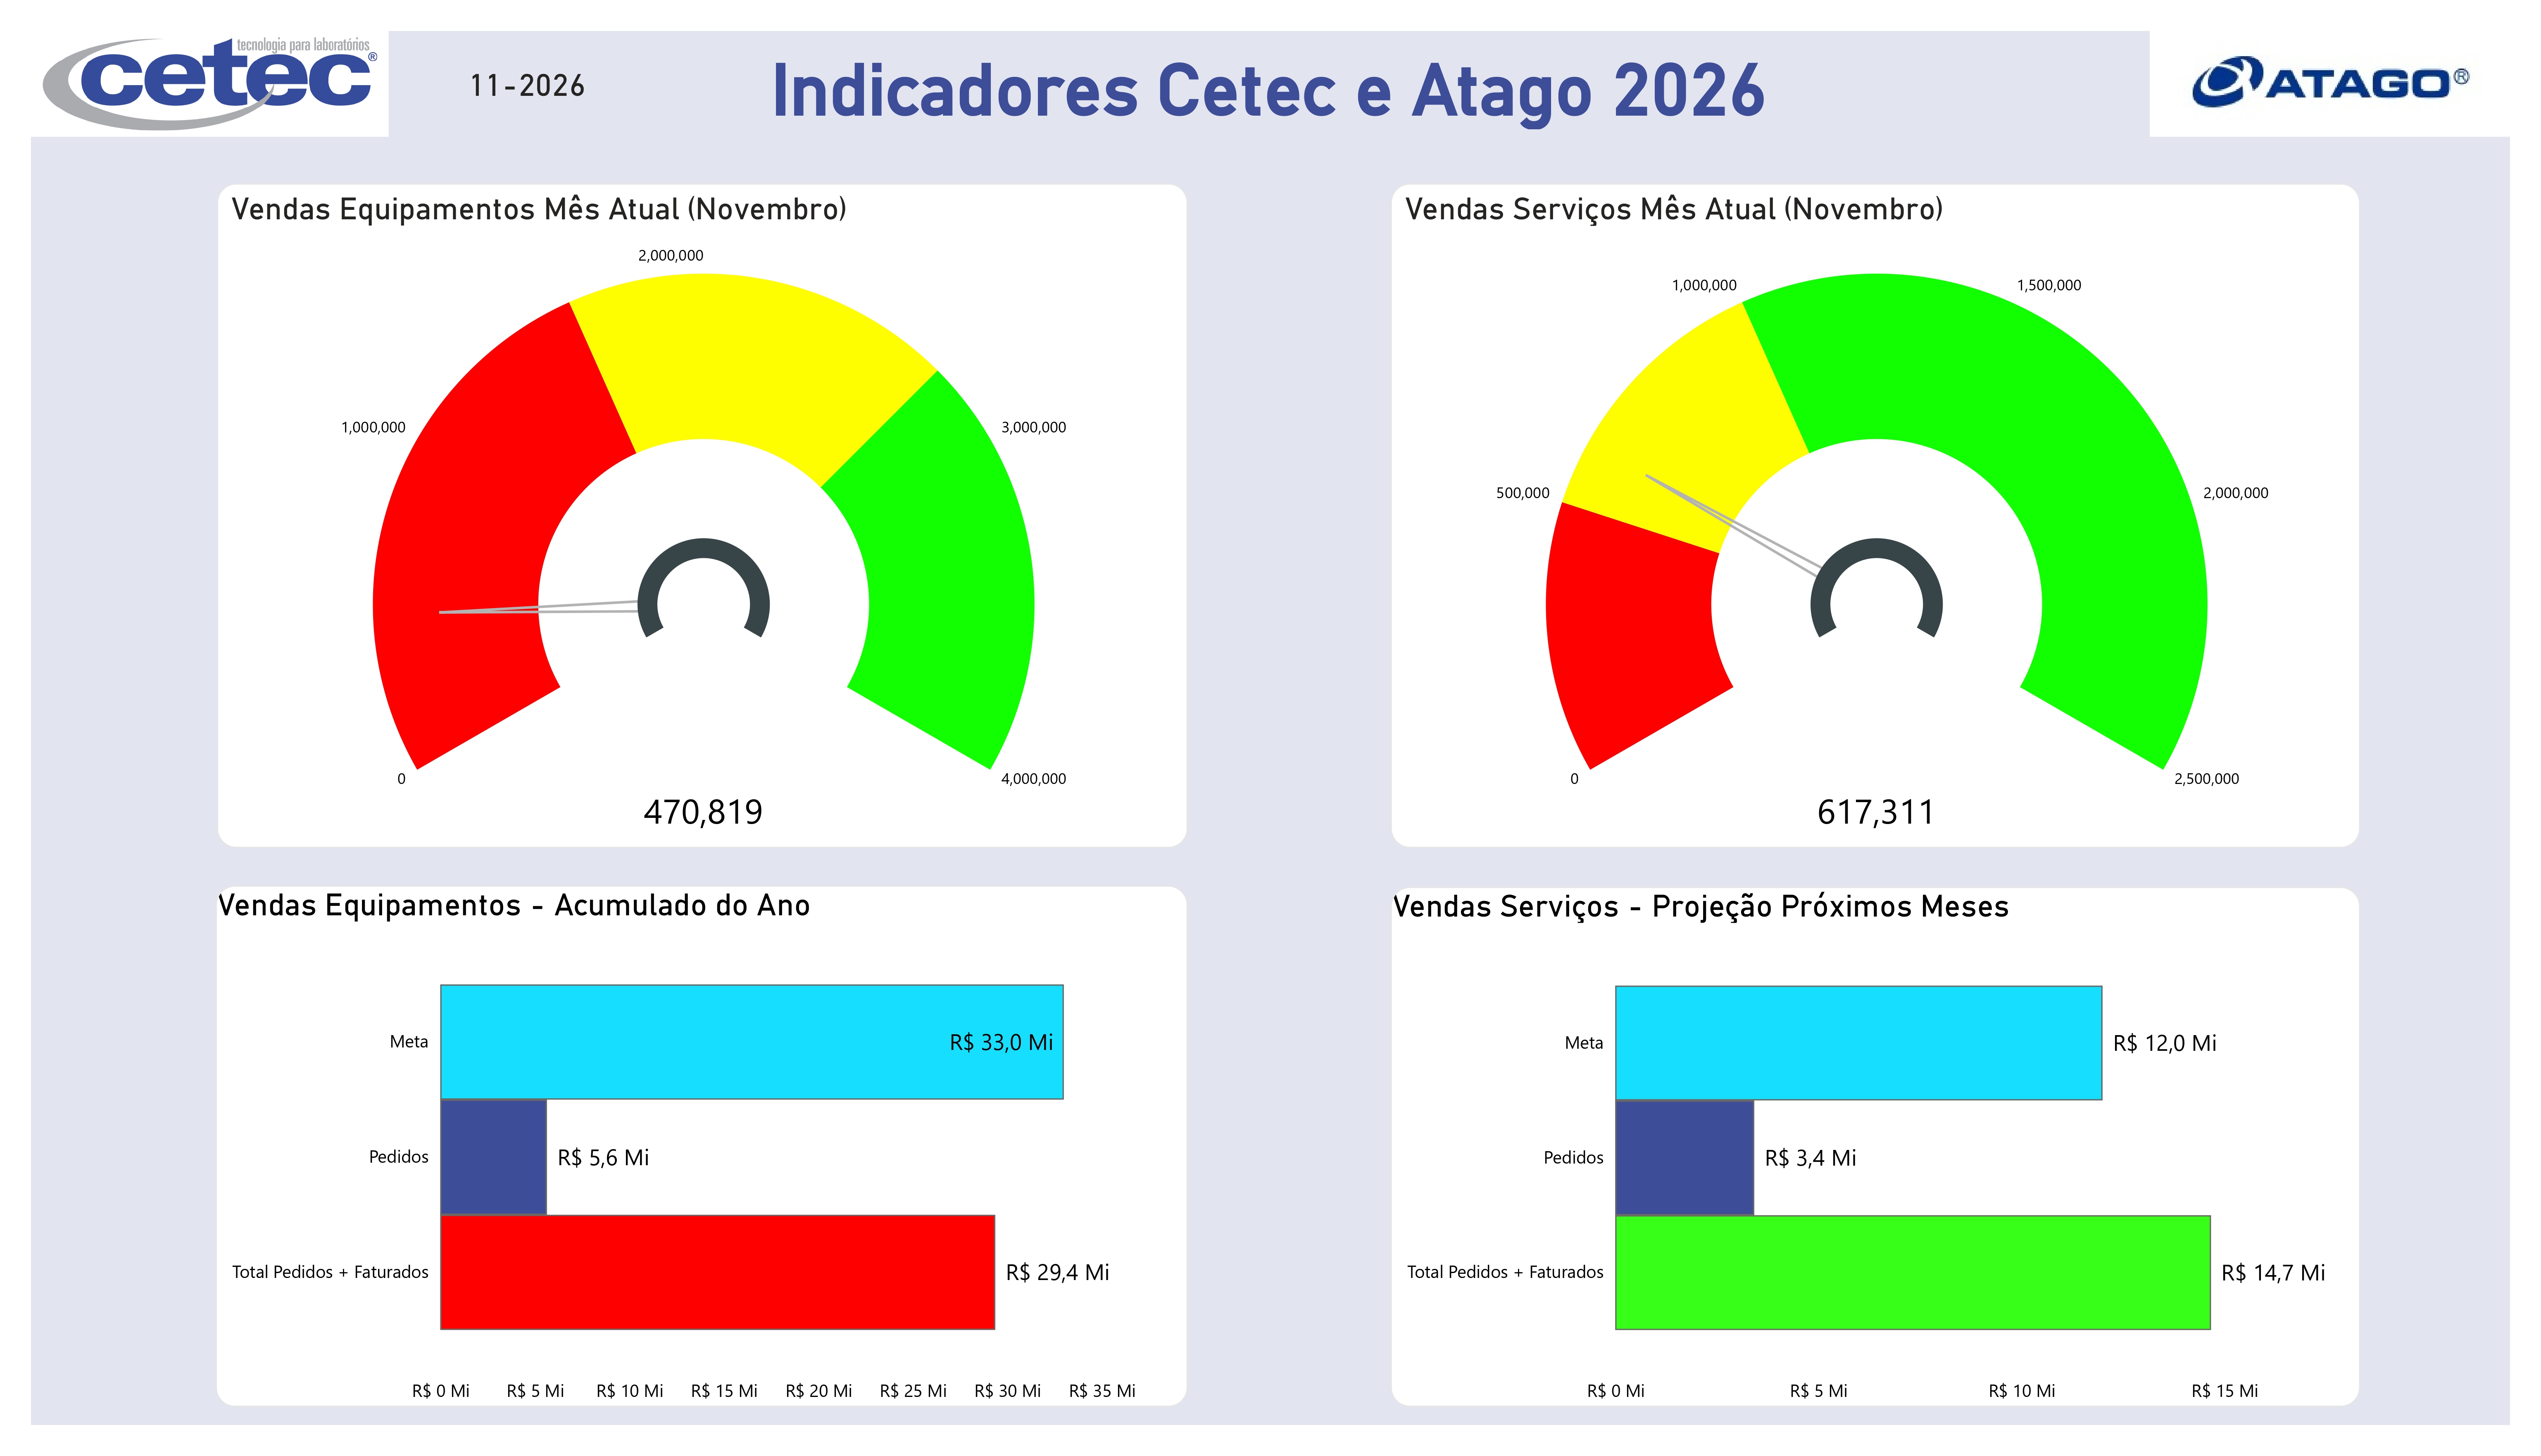 tecnologia para laboratórios
cetec®
11-2026
Indicadores Cetec e Atago 2026
ATAGO®
Vendas Equipamentos Mês Atual (Novembro)
2,000,000
1,000,000
3,000,000
0
4,000,000
470,819
Vendas Serviços Mês Atual (Novembro)
1,000,000
1,500,000
500,000
2,000,000
0
2,500,000
617,311
Vendas Equipamentos - Acumulado do Ano
Meta
R$ 33,0 Mi
Pedidos
R$ 5,6 Mi
Total Pedidos + Faturados
R$ 29,4 Mi
R$ 0 Mi R$ 5 Mi R$ 10 Mi R$ 15 Mi R$ 20 Mi R$ 25 Mi R$ 30 Mi R$ 35 Mi
Vendas Serviços - Projeção Próximos Meses
Meta
R$ 12,0 Mi
Pedidos
R$ 3,4 Mi
Total Pedidos + Faturados
R$ 14,7 Mi
R$ 0 Mi R$ 5 Mi R$ 10 Mi R$ 15 Mi